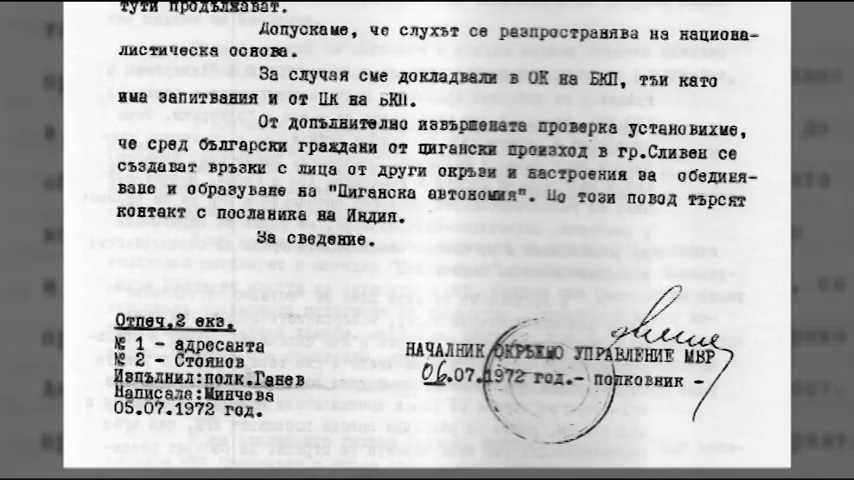 тути продължават.
Допускаме, че слухът се разпространява на национа-
листическа основа.
За случая сме докладвали в ОК на БКП, тъи като
има запитвания и от ЦК на БКП.
От допълнително извършената проверка установихме,
че сред български граждани от цигански произход в гр.Сливен се
създават връзки с лица от други окръзи и настроения за обединя-
ване и образуване на "Циганска автономия". По този повод търсят
контакт с посланика на Индия.
За сведение.
Отпеч.2 екз.
№ 1 - адресанта
№ 2 - Стоянов
Изпълнил:полк.Ганев
Написала:Минчева
05.07.1972 год.
НАЧАЛНИК ОКРЪЖНО УПРАВЛЕНИЕ МВР
06.07.1972 год.- полковник -